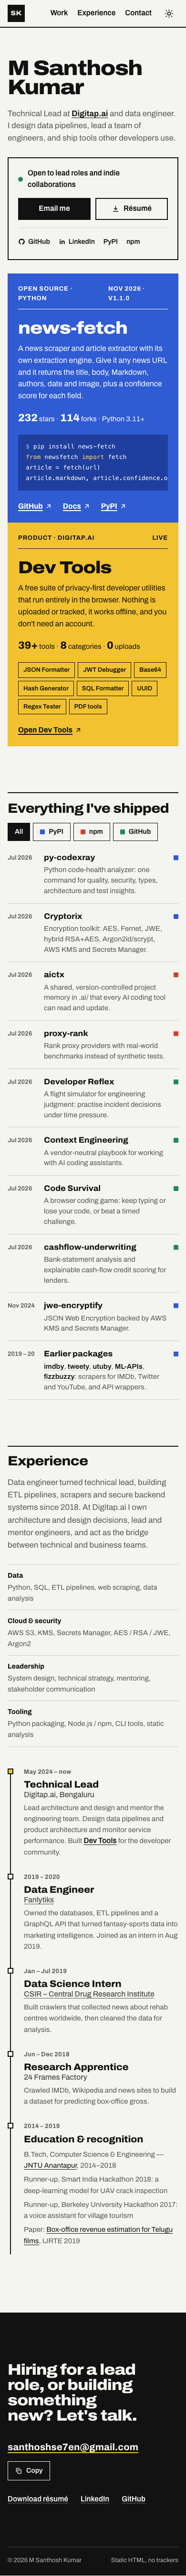 SK
Work Experience Contact
M Santhosh
Kumar
Technical Lead at Digitap.ai and data engineer.
I design data pipelines, lead a team of
engineers, and ship tools other developers use.
Open to lead roles and indie
collaborations
Email me
Résumé
GitHub LinkedIn PyPI npm
OPEN SOURCE ·
PYTHON
NOV 2026 ·
V1.1.0
news-fetch
A news scraper and article extractor with its
own extraction engine. Give it any news URL
and it returns the title, body, Markdown,
authors, date and image, plus a confidence
score for each field.
232 stars · 114 forks · Python 3.11+
$ pip install news-fetch
from newsfetch import fetch
article = fetch(url)
article.markdown, article.confidence.o
GitHub ↗ Docs ↗ PyPI ↗
PRODUCT · DIGITAP.AI
LIVE
Dev Tools
A free suite of privacy-first developer utilities
that run entirely in the browser. Nothing is
uploaded or tracked, it works offline, and you
don't need an account.
39+ tools · 8 categories · 0 uploads
JSON Formatter JWT Debugger Base64
Hash Generator SQL Formatter UUID
Regex Tester PDF tools
Open Dev Tools ↗
Everything I've shipped
All PyPI npm GitHub
Jul 2026
py-codexray
Python code-health analyzer: one
command for quality, security, types,
architecture and test insights.
Jul 2026
Cryptorix
Encryption toolkit: AES, Fernet, JWE,
hybrid RSA+AES, Argon2id/scrypt,
AWS KMS and Secrets Manager.
Jul 2026
aictx
A shared, version-controlled project
memory in .ai/ that every AI coding tool
can read and update.
Jul 2026
proxy-rank
Rank proxy providers with real-world
benchmarks instead of synthetic tests.
Jul 2026
Developer Reflex
A flight simulator for engineering
judgment: practise incident decisions
under time pressure.
Jul 2026
Context Engineering
A vendor-neutral playbook for working
with AI coding assistants.
Jul 2026
Code Survival
A browser coding game: keep typing or
lose your code, or beat a timed
challenge.
Jul 2026
cashflow-underwriting
Bank-statement analysis and
explainable cash-flow credit scoring for
lenders.
Nov 2024
jwe-encryptify
JSON Web Encryption backed by AWS
KMS and Secrets Manager.
2019 – 20
Earlier packages
imdby, tweety, utuby, ML-APIs,
fizzbuzzy: scrapers for IMDb, Twitter
and YouTube, and API wrappers.
Experience
Data engineer turned technical lead, building
ETL pipelines, scrapers and secure backend
systems since 2018. At Digitap.ai I own
architecture and design decisions, lead and
mentor engineers, and act as the bridge
between technical and business teams.
Data
Python, SQL, ETL pipelines, web scraping, data
analysis
Cloud & security
AWS S3, KMS, Secrets Manager, AES / RSA / JWE,
Argon2
Leadership
System design, technical strategy, mentoring,
stakeholder communication
Tooling
Python packaging, Node.js / npm, CLI tools, static
analysis
May 2024 – now
Technical Lead
Digitap.ai, Bengaluru
Lead architecture and design and mentor the
engineering team. Design data pipelines and
product architecture and monitor service
performance. Built Dev Tools for the developer
community.
2019 – 2020
Data Engineer
Fanlytiks
Owned the databases, ETL pipelines and a
GraphQL API that turned fantasy-sports data into
marketing intelligence. Joined as an intern in Aug
2019.
Jan – Jul 2019
Data Science Intern
CSIR – Central Drug Research Institute
Built crawlers that collected news about rehab
centres worldwide, then cleaned the data for
analysis.
Jun – Dec 2018
Research Apprentice
24 Frames Factory
Crawled IMDb, Wikipedia and news sites to build
a dataset for predicting box-office gross.
2014 – 2019
Education & recognition
B.Tech, Computer Science & Engineering —
JNTU Anantapur, 2014–2018
Runner-up, Smart India Hackathon 2018: a
deep-learning model for UAV crack inspection
Runner-up, Berkeley University Hackathon 2017:
a voice assistant for village tourism
Paper: Box-office revenue estimation for Telugu
films, IJRTE 2019
Hiring for a lead
role, or building
something
new? Let's talk.
santhoshse7en@gmail.com
Copy
Download résumé LinkedIn GitHub
© 2026 M Santhosh Kumar
Static HTML, no trackers